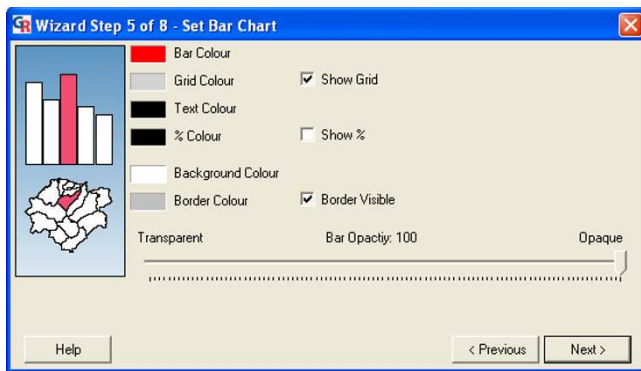 GR Wizard Step 5 of 8 - Set Bar Chart
Bar Colour
Grid Colour Show Grid
Text Colour
% Colour Show %
Background Colour
Border Colour Border Visible
Transparent Bar Opactiy: 100 Opaque
Help < Previous Next >